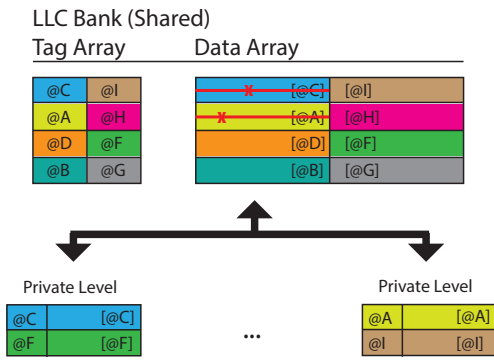 LLC Bank (Shared)
Tag Array Data Array
@C @I [@C] [@I]
@A @H x [@A] [@H]
@D @F [@D] [@F]
@B @G [@B] [@G]
Private Level Private Level
@C [@C] @A [@A]
@F [@F] ... @I [@I]